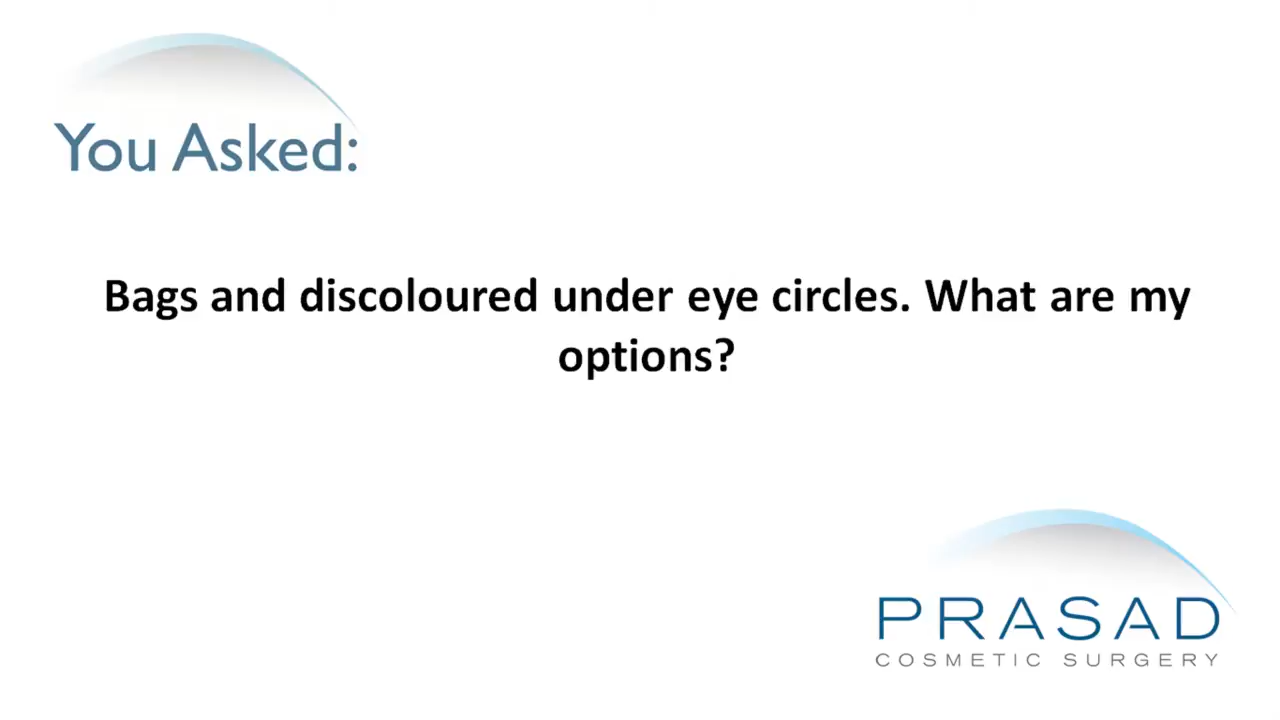 You Asked:
Bags and discoloured under eye circles. What are my
options?
PRASAD
COSMETIC SURGERY